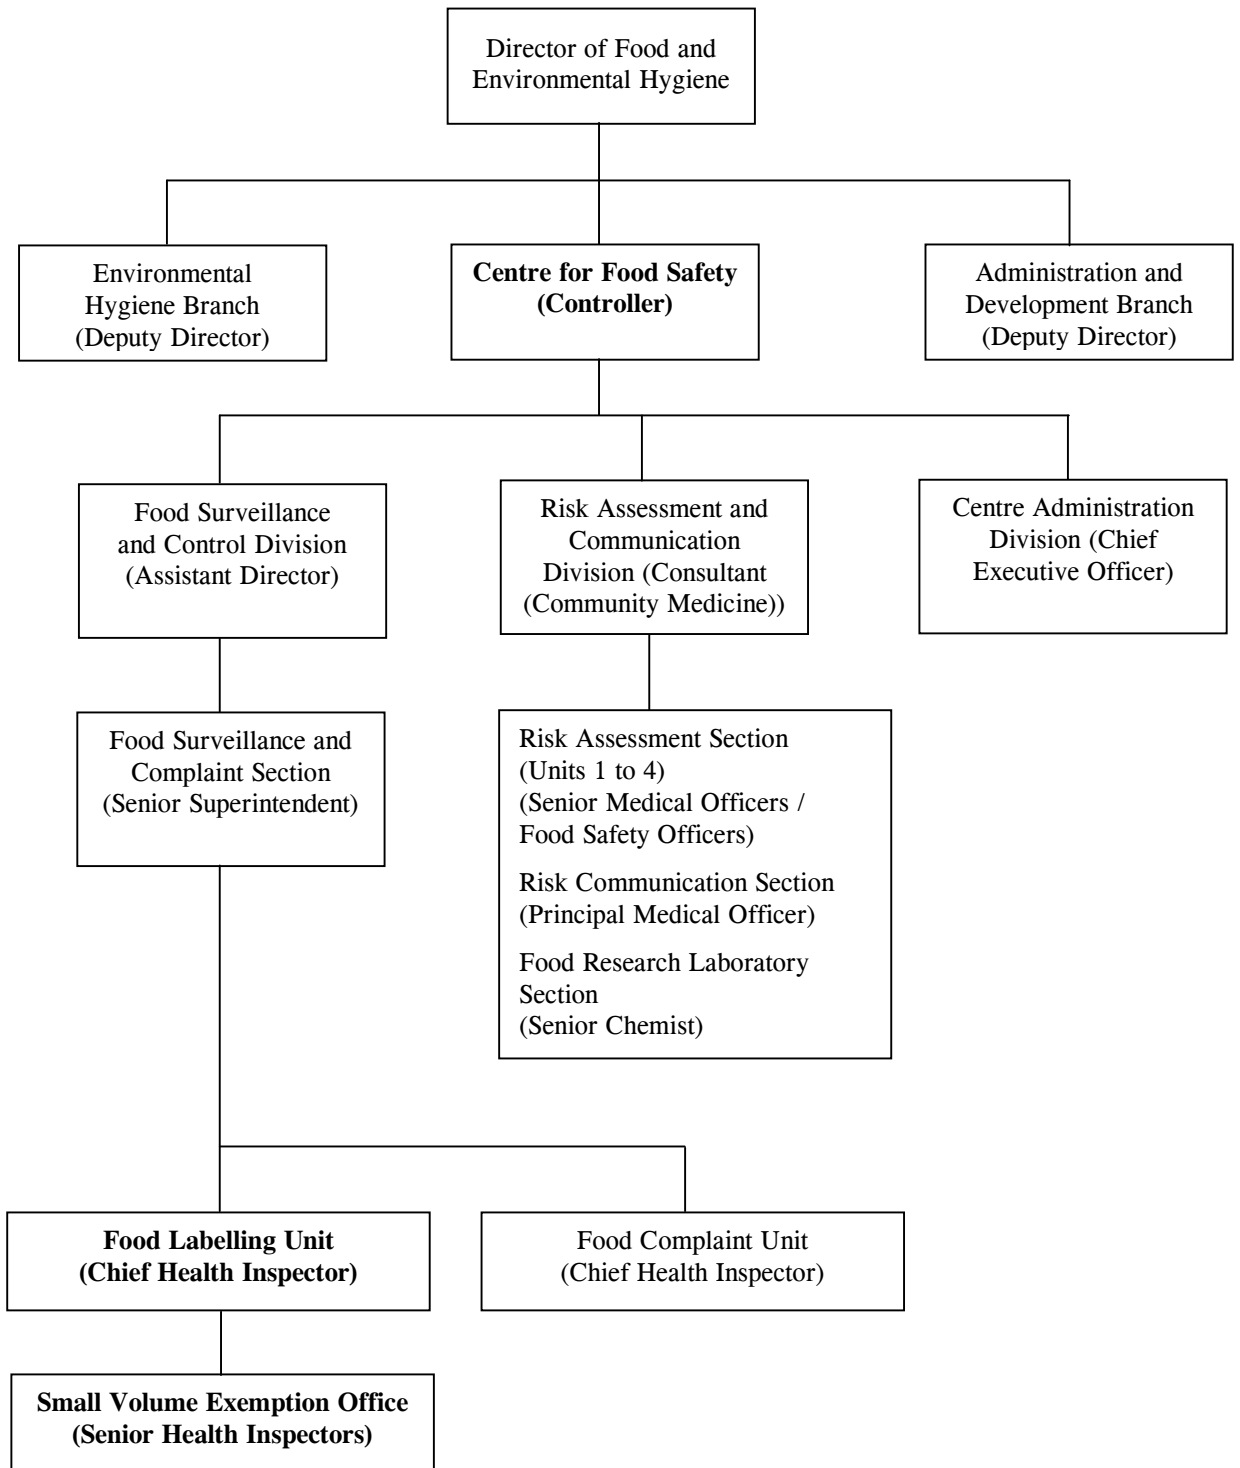 Director of Food and
Environmental Hygiene
Environmental
Hygiene Branch
(Deputy Director)
Centre for Food Safety
(Controller)
Administration and
Development Branch
(Deputy Director)
Food Surveillance
and Control Division
(Assistant Director)
Risk Assessment and
Communication
Division (Consultant
(Community Medicine))
Centre Administration
Division (Chief
Executive Officer)
Food Surveillance and
Complaint Section
(Senior Superintendent)
Risk Assessment Section
(Units 1 to 4)
(Senior Medical Officers /
Food Safety Officers)
Risk Communication Section
(Principal Medical Officer)
Food Research Laboratory
Section
(Senior Chemist)
Food Labelling Unit
(Chief Health Inspector)
Food Complaint Unit
(Chief Health Inspector)
Small Volume Exemption Office
(Senior Health Inspectors)